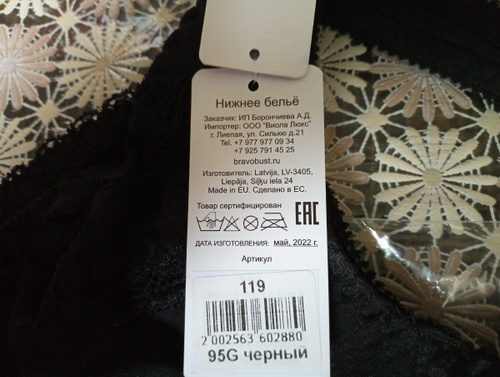 Нижнее бельё
Заказчик: ИП Борончиева А.Д.
Импортер: ООО "Виола Люкс"
г. Лиепая, ул. Силькю д.21
Тel. +7 977 977 09 34
+7 925 791 45 25
bravobust.ru
Изготовитель: Latvija, LV-3405,
Liepāja, Siļķu iela 24
Made in EU. Сделано в ЕС.
Товар сертифицирован
ЕАС
ДАТА ИЗГОТОВЛЕНИЯ: май, 2022 г.
Артикул
119
2 002563 602880
95G черный